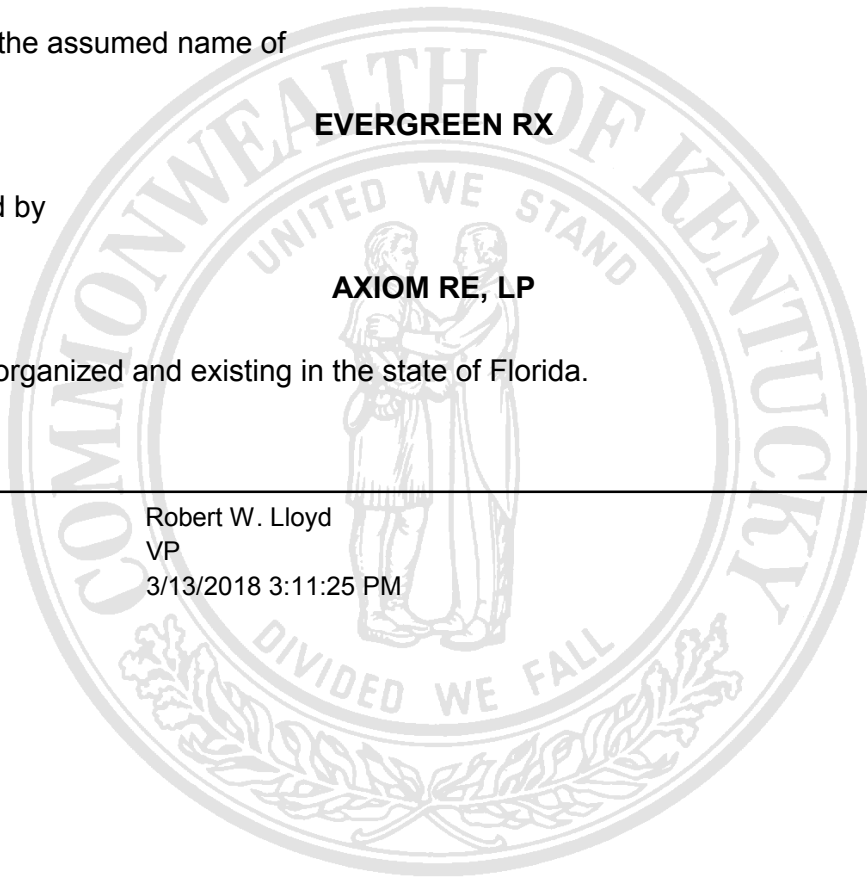 the assumed name of
EVERGREEN RX
d by
AXIOM RE, LP
organized and existing in the state of Florida.
Robert W. Lloyd
VP
3/13/2018 3:11:25 PM
COMMONWEALTH OF KENTUCKY
UNITED WE STAND
DIVIDED WE FALL